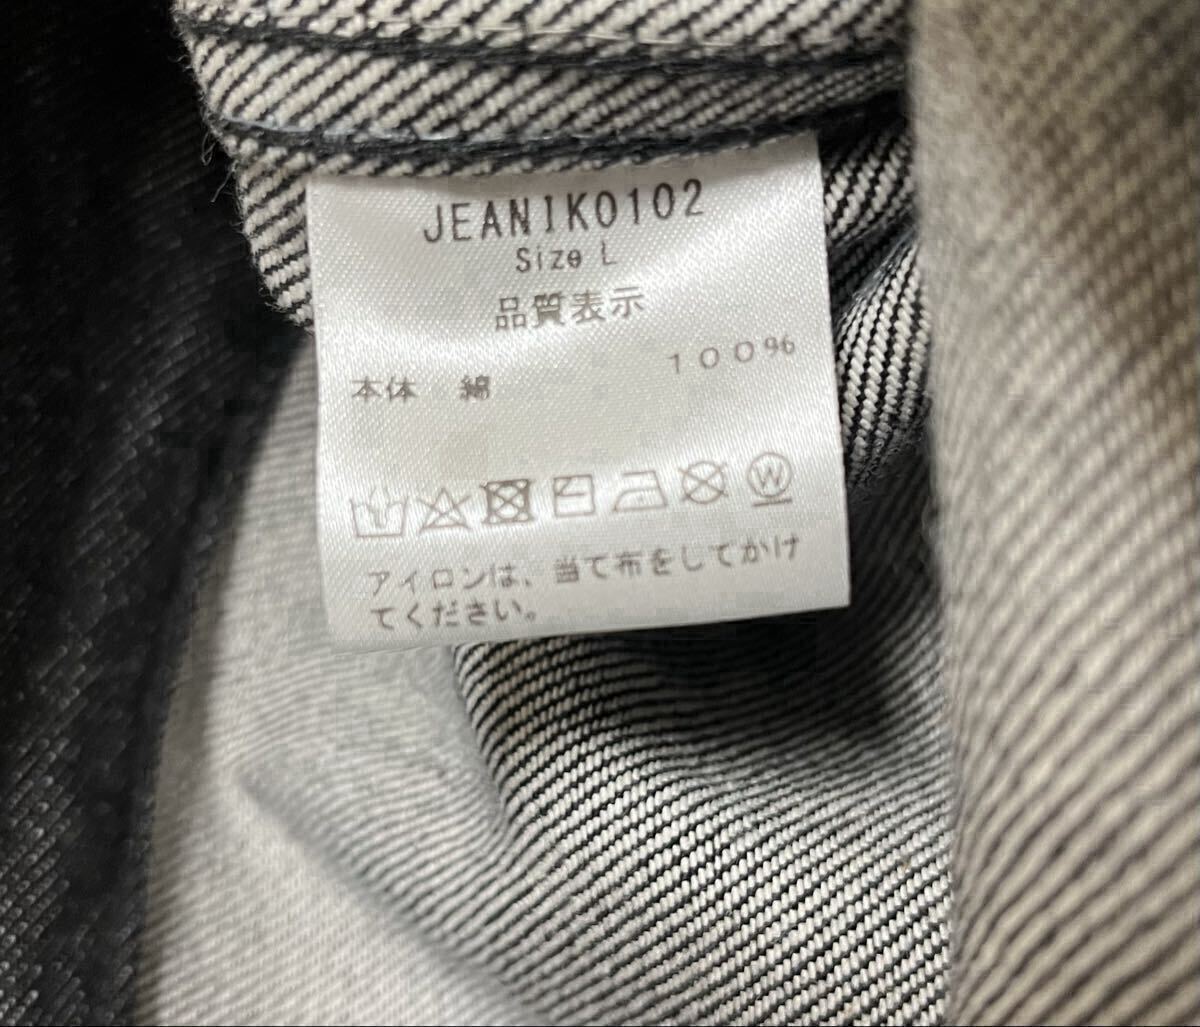 JEANIK0102
Size L
品質表示
本体 綿 100%
W
アイロンは、当て布をしてかけ
てください。